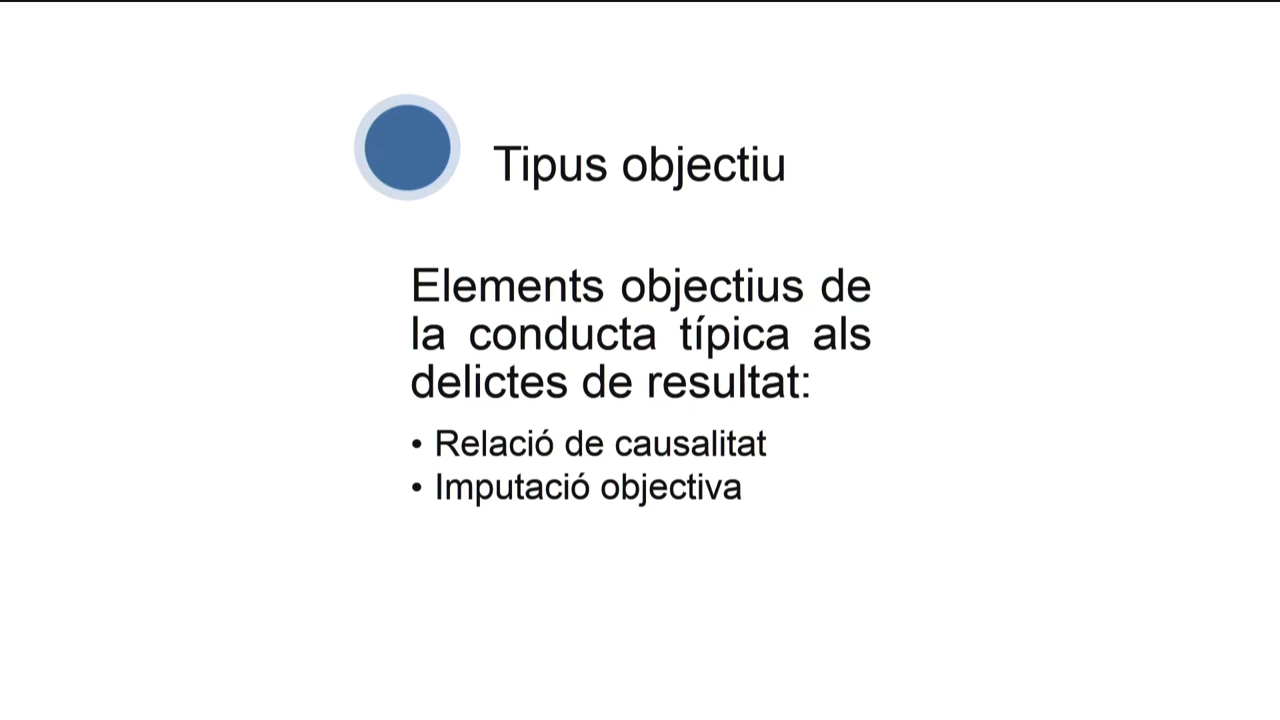 Tipus objectiu
Elements objectius de
la conducta típica als
delictes de resultat:
• Relació de causalitat
• Imputació objectiva